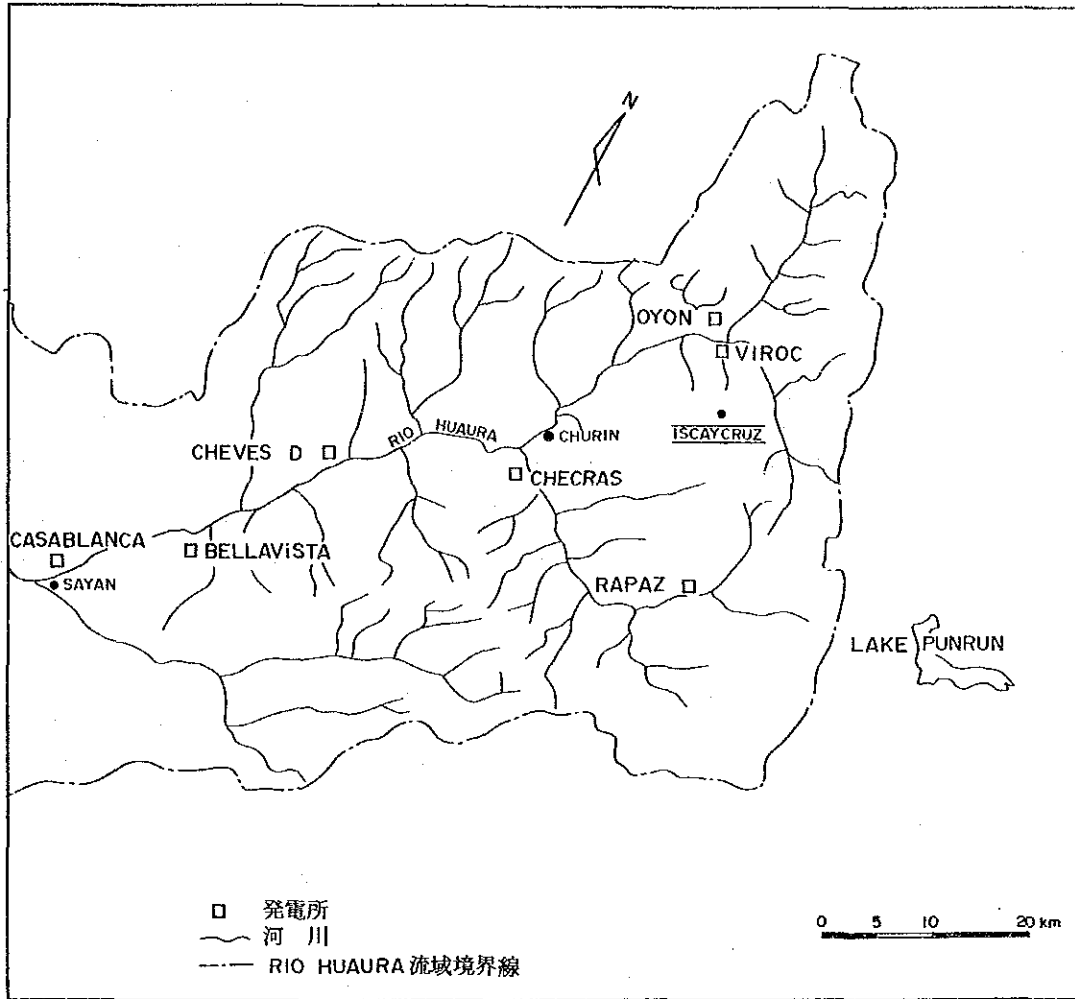 N
OYON
VIROC
RIO HUAURA
CHURIN
ISCAYCRUZ
CHEVES D
CHECRAS
CASABLANCA
BELLAVISTA
SAYAN
RAPAZ
LAKE PUNRUN
発電所
河 川
RIO HUAURA 流域境界線
0 5 10 20 km